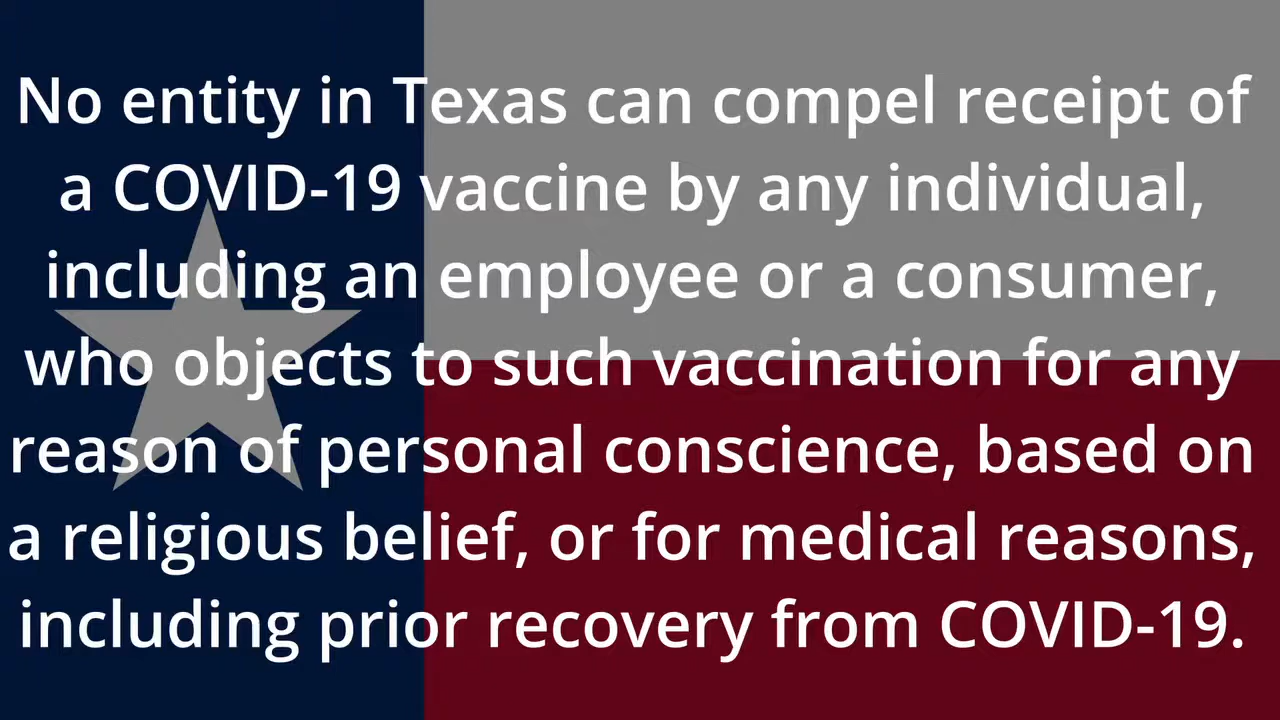 No entity in Texas can compel receipt of
a COVID-19 vaccine by any individual,
including an employee or a consumer,
who objects to such vaccination for any
reason of personal conscience, based on
a religious belief, or for medical reasons,
including prior recovery from COVID-19.